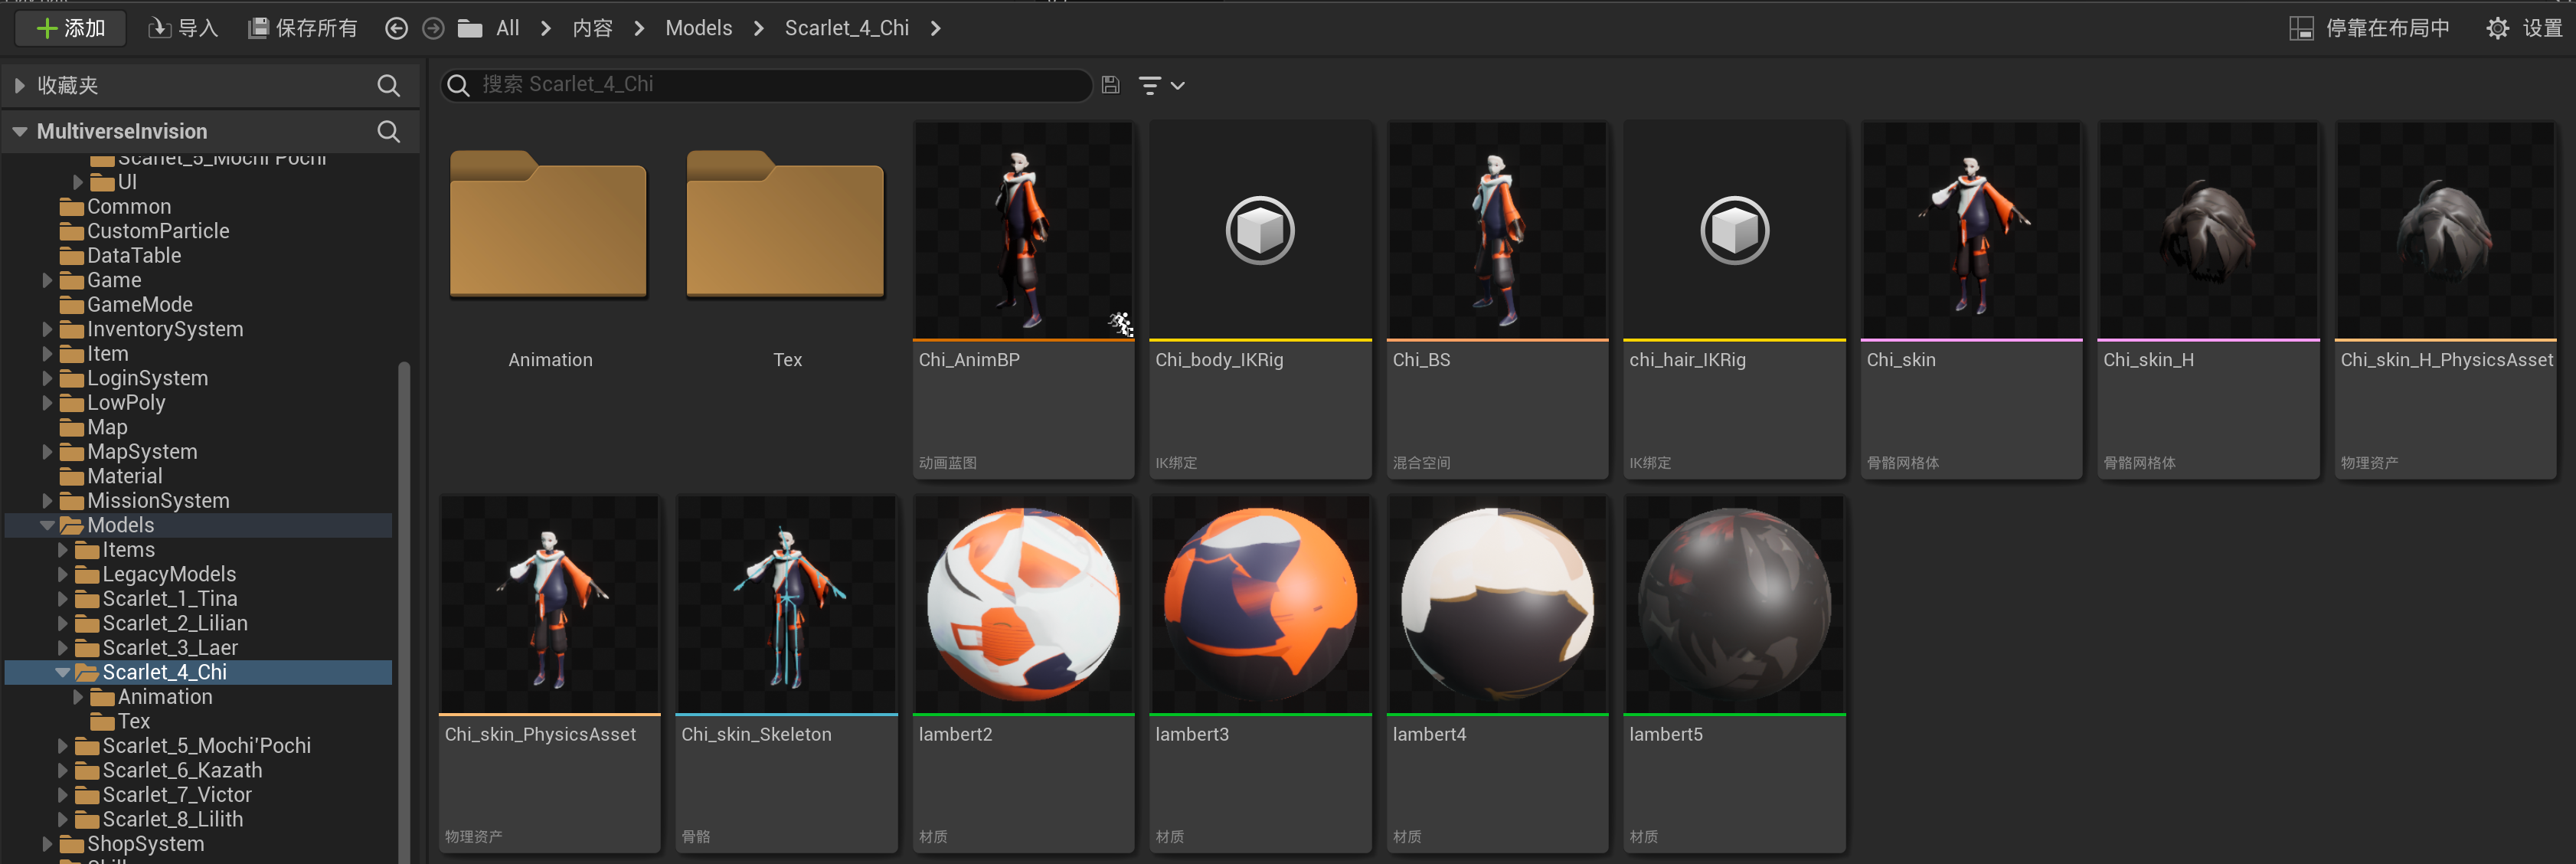 添加
导入
保存所有
All
内容
Models
Scarlet_4_Chi
停靠在布局中
设置
收藏夹
搜索 Scarlet_4_Chi
MultiverseInvision
Scarlet_5_Mochi'Pochi
UI
Common
CustomParticle
DataTable
Game
GameMode
InventorySystem
Item
LoginSystem
LowPoly
Map
MapSystem
Material
MissionSystem
Models
Items
LegacyModels
Scarlet_1_Tina
Scarlet_2_Lilian
Scarlet_3_Laer
Scarlet_4_Chi
Animation
Tex
Scarlet_5_Mochi'Pochi
Scarlet_6_Kazath
Scarlet_7_Victor
Scarlet_8_Lilith
ShopSystem
Animation
Tex
Chi_AnimBP
动画蓝图
Chi_body_IKRig
IK绑定
Chi_BS
混合空间
chi_hair_IKRig
IK绑定
Chi_skin
骨骼网格体
Chi_skin_H
骨骼网格体
Chi_skin_H_PhysicsAsset
物理资产
Chi_skin_PhysicsAsset
物理资产
Chi_skin_Skeleton
骨骼
lambert2
材质
lambert3
材质
lambert4
材质
lambert5
材质